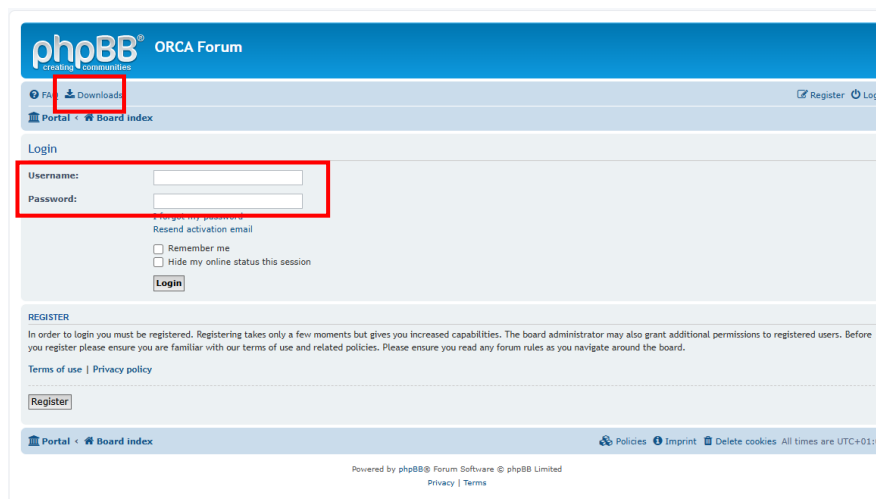 phpBB® ORCA Forum
creating communities
FAQ Downloads Register
Portal < Board index
Login
Username:
Password:
I forgot my password
Resend activation email
Remember me
Hide my online status this session
Login
REGISTER
In order to login you must be registered. Registering takes only a few moments but gives you increased capabilities. The board administrator may also grant additional permissions to registered users. Before
you register please ensure you are familiar with our terms of use and related policies. Please ensure you read any forum rules as you navigate around the board.
Terms of use | Privacy policy
Register
Portal < Board index Policies Imprint Delete cookies All times are UTC+01:
Powered by phpBB® Forum Software © phpBB Limited
Privacy | Terms